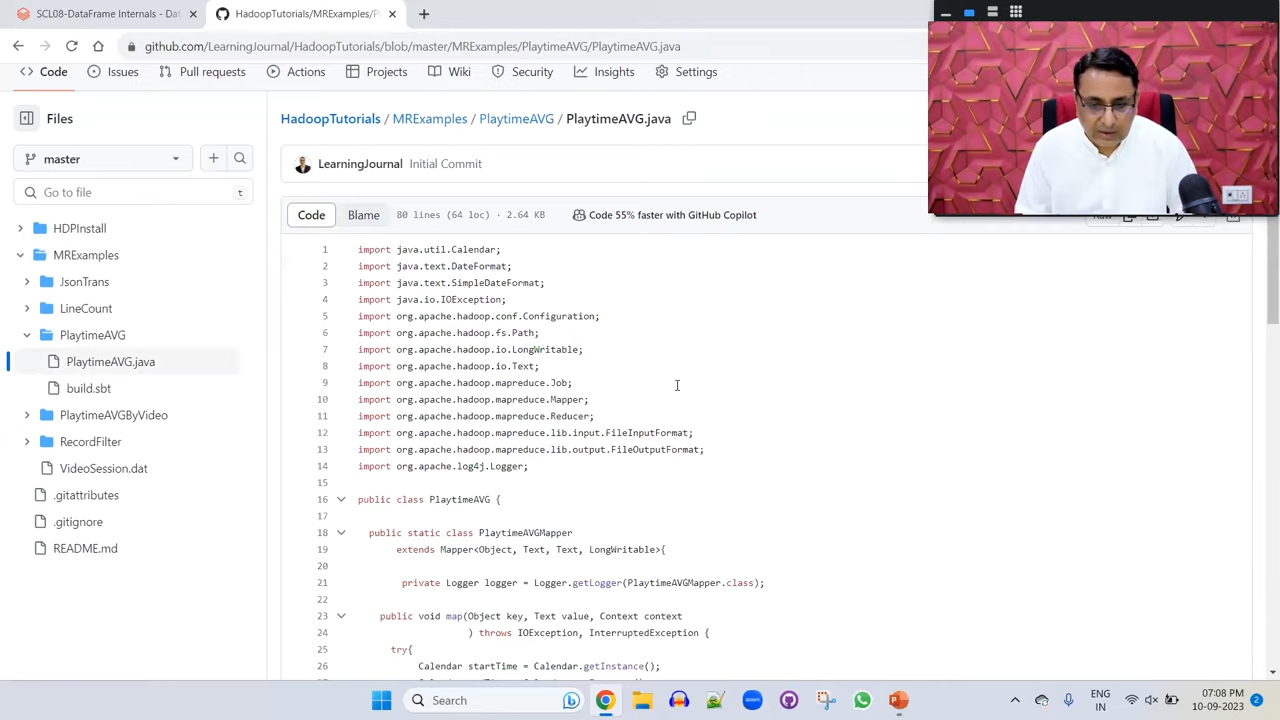 SCL08-DataFrame Internals - Dat
HadoopTutorials/MRExamples/Pl
github.com/LearningJournal/HadoopTutorials/blob/master/MRExamples/PlaytimeAVG/PlaytimeAVG.java
Code Issues Pull requests Actions Projects Wiki Security Insights Settings
Files
HadoopTutorials / MRExamples / PlaytimeAVG / PlaytimeAVG.java
master
LearningJournal Initial Commit
Go to file t
Code Blame 80 lines (64 loc) · 2.64 KB Code 55% faster with GitHub Copilot
HDPInstall
MRExamples
JsonTrans
LineCount
PlaytimeAVG
PlaytimeAVG.java
build.sbt
PlaytimeAVGByVideo
RecordFilter
VideoSession.dat
.gitattributes
.gitignore
README.md
1 import java.util.Calendar;
2 import java.text.DateFormat;
3 import java.text.SimpleDateFormat;
4 import java.io.IOException;
5 import org.apache.hadoop.conf.Configuration;
6 import org.apache.hadoop.fs.Path;
7 import org.apache.hadoop.io.LongWritable;
8 import org.apache.hadoop.io.Text;
9 import org.apache.hadoop.mapreduce.Job;
10 import org.apache.hadoop.mapreduce.Mapper;
11 import org.apache.hadoop.mapreduce.Reducer;
12 import org.apache.hadoop.mapreduce.lib.input.FileInputFormat;
13 import org.apache.hadoop.mapreduce.lib.output.FileOutputFormat;
14 import org.apache.log4j.Logger;
15
16 public class PlaytimeAVG {
17
18 public static class PlaytimeAVGMapper
19 extends Mapper<Object, Text, Text, LongWritable>{
20
21 private Logger logger = Logger.getLogger(PlaytimeAVGMapper.class);
22
23 public void map(Object key, Text value, Context context
24 ) throws IOException, InterruptedException {
25 try{
26 Calendar startTime = Calendar.getInstance();
Search
ENG
IN
07:08 PM
10-09-2023
2